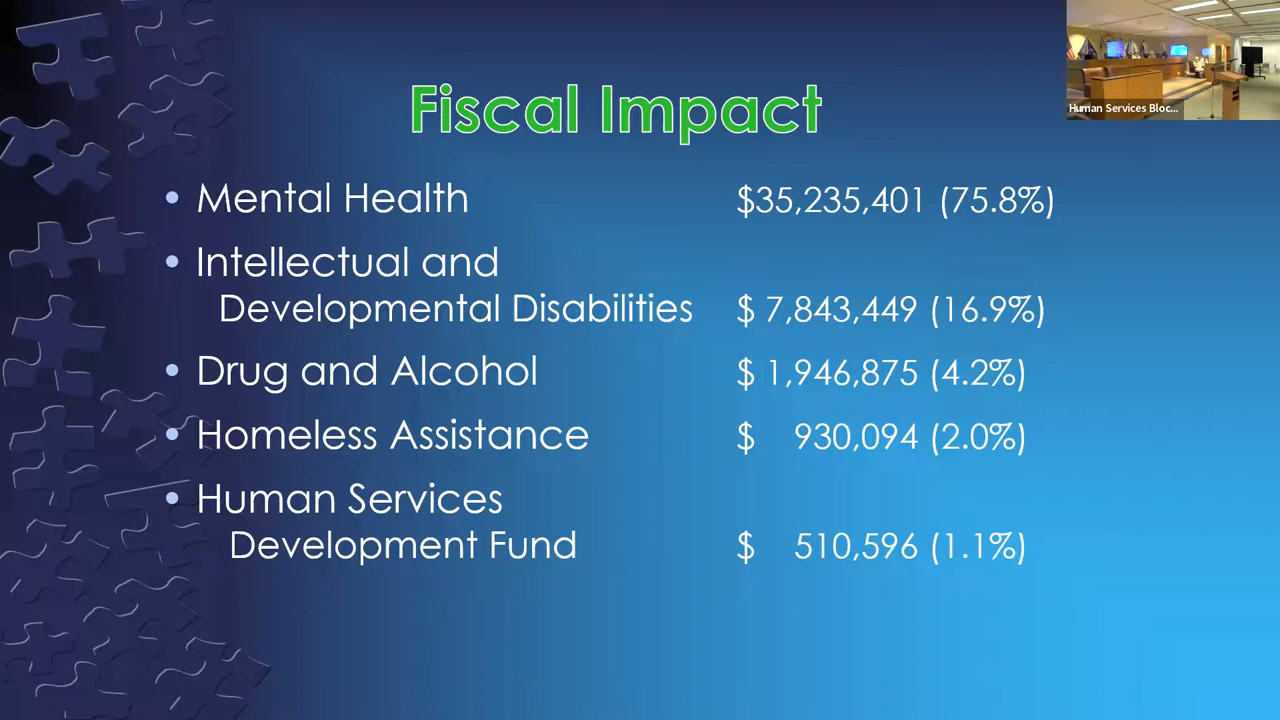 Human Services Bloc...
Fiscal Impact
• Mental Health $35,235,401 (75.8%)
• Intellectual and
Developmental Disabilities $ 7,843,449 (16.9%)
• Drug and Alcohol $ 1,946,875 (4.2%)
• Homeless Assistance $ 930,094 (2.0%)
• Human Services
Development Fund $ 510,596 (1.1%)